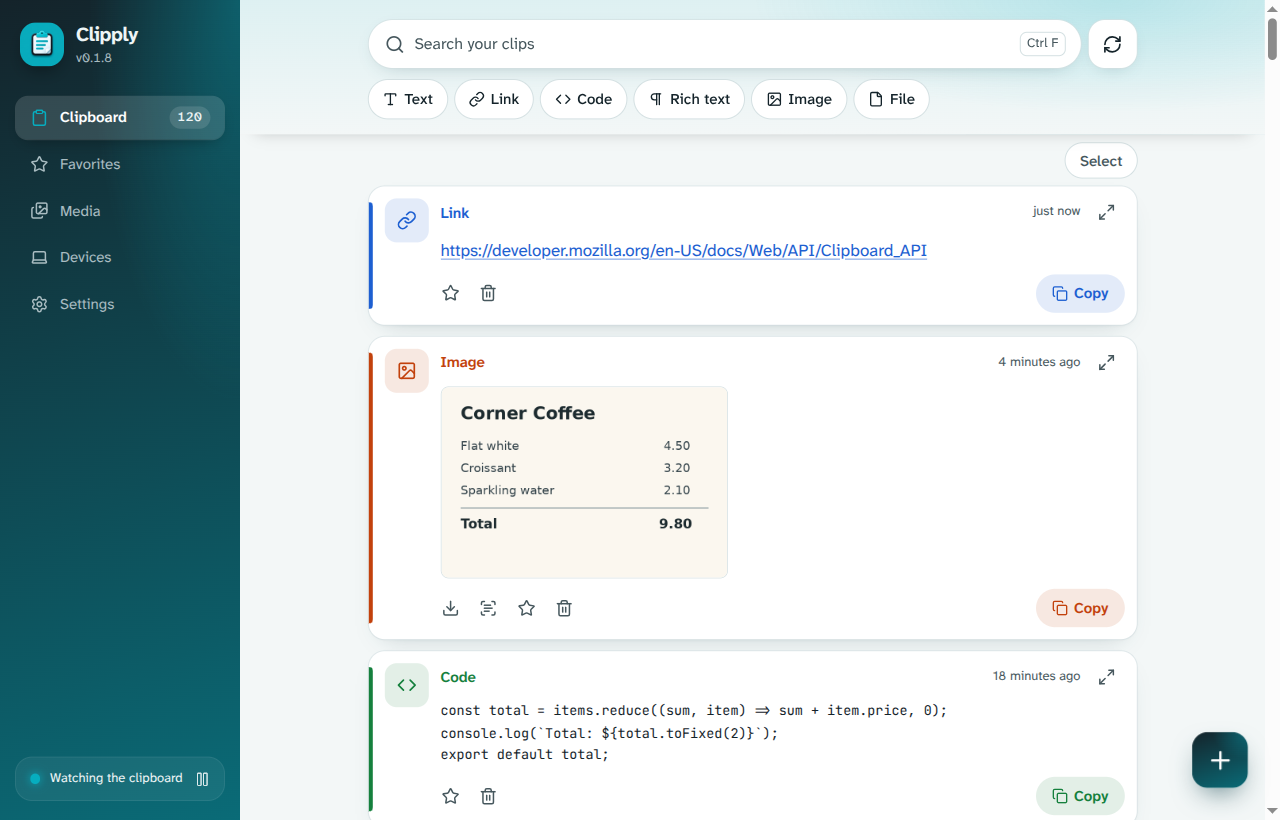 Clipply
v0.1.8
Clipboard 120
Favorites
Media
Devices
Settings
Watching the clipboard
Search your clips Ctrl F
Text Link Code Rich text Image File
Select
Link just now
https://developer.mozilla.org/en-US/docs/Web/API/Clipboard_API
Copy
Image 4 minutes ago
Corner Coffee
Flat white 4.50
Croissant 3.20
Sparkling water 2.10
Total 9.80
Copy
Code 18 minutes ago
const total = items.reduce((sum, item) => sum + item.price, 0);
console.log(`Total: ${total.toFixed(2)}`);
export default total;
Copy